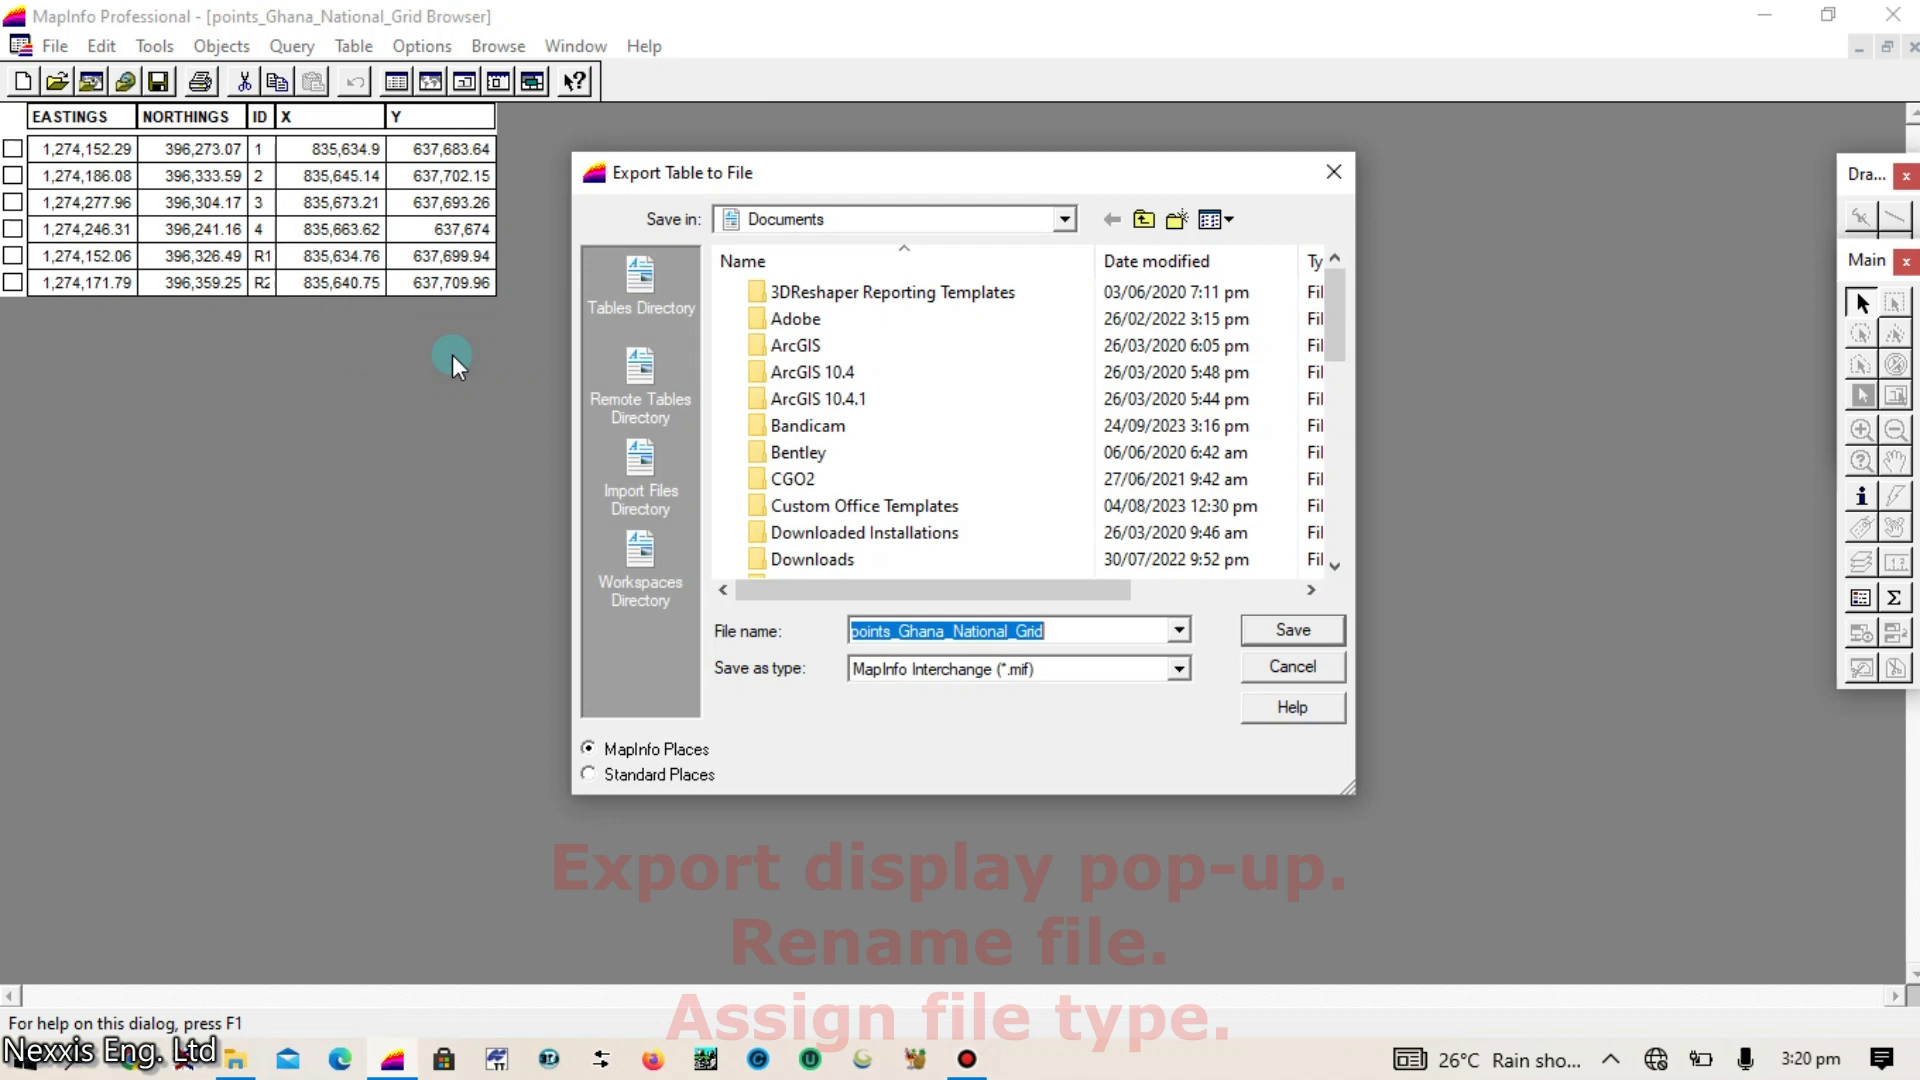 MapInfo Professional - [points_Ghana_National_Grid Browser]
File Edit Tools Objects Query Table Options Browse Window Help
EASTINGS NORTHINGS ID X Y
1,274,152.29 396,273.07 1 835,634.9 637,683.64
1,274,186.08 396,333.59 2 835,645.14 637,702.15
1,274,277.96 396,304.17 3 835,673.21 637,693.26
1,274,246.31 396,241.16 4 835,663.62 637,674
1,274,152.06 396,326.49 R1 835,634.76 637,699.94
1,274,171.79 396,359.25 R2 835,640.75 637,709.96
Export Table to File
Save in: Documents
Tables Directory
Remote Tables Directory
Import Files Directory
Workspaces Directory
Name Date modified Ty
3DReshaper Reporting Templates 03/06/2020 7:11 pm Fil
Adobe 26/02/2022 3:15 pm Fil
ArcGIS 26/03/2020 6:05 pm Fil
ArcGIS 10.4 26/03/2020 5:48 pm Fil
ArcGIS 10.4.1 26/03/2020 5:44 pm Fil
Bandicam 24/09/2023 3:16 pm Fil
Bentley 06/06/2020 6:42 am Fil
CGO2 27/06/2021 9:42 am Fil
Custom Office Templates 04/08/2023 12:30 pm Fil
Downloaded Installations 26/03/2020 9:46 am Fil
Downloads 30/07/2022 9:52 pm Fil
File name: points_Ghana_National_Grid Save
Save as type: MapInfo Interchange (*.mif) Cancel
Help
MapInfo Places
Standard Places
Dra...
Main
Export display pop-up.
Rename file.
Assign file type.
For help on this dialog, press F1
Nexxis Eng. Ltd
26°C Rain sho... 3:20 pm